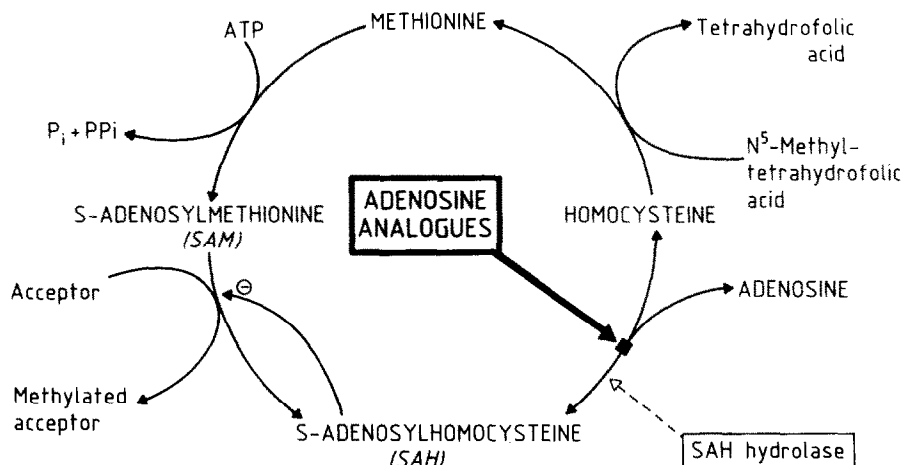 METHIONINE
ATP
Tetrahydrofolic
acid
Pi + PPi
N⁵-Methyl-
tetrahydrofolic
acid
S-ADENOSYLMETHIONINE
(SAM)
ADENOSINE
ANALOGUES
HOMOCYSTEINE
Acceptor
⊖
ADENOSINE
Methylated
acceptor
S-ADENOSYLHOMOCYSTEINE
(SAH)
SAH hydrolase